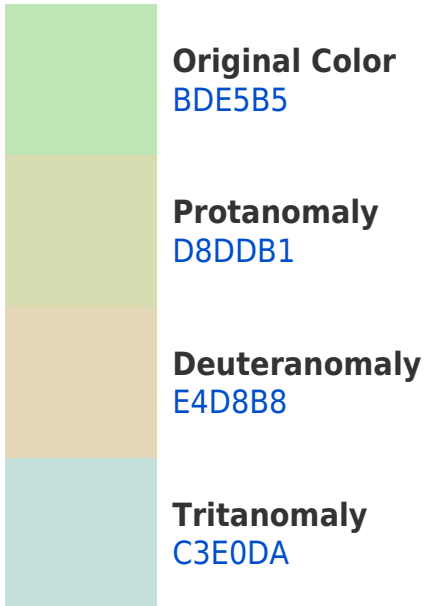 Original Color
BDE5B5
Protanomaly
D8DDB1
Deuteranomaly
E4D8B8
Tritanomaly
C3E0DA